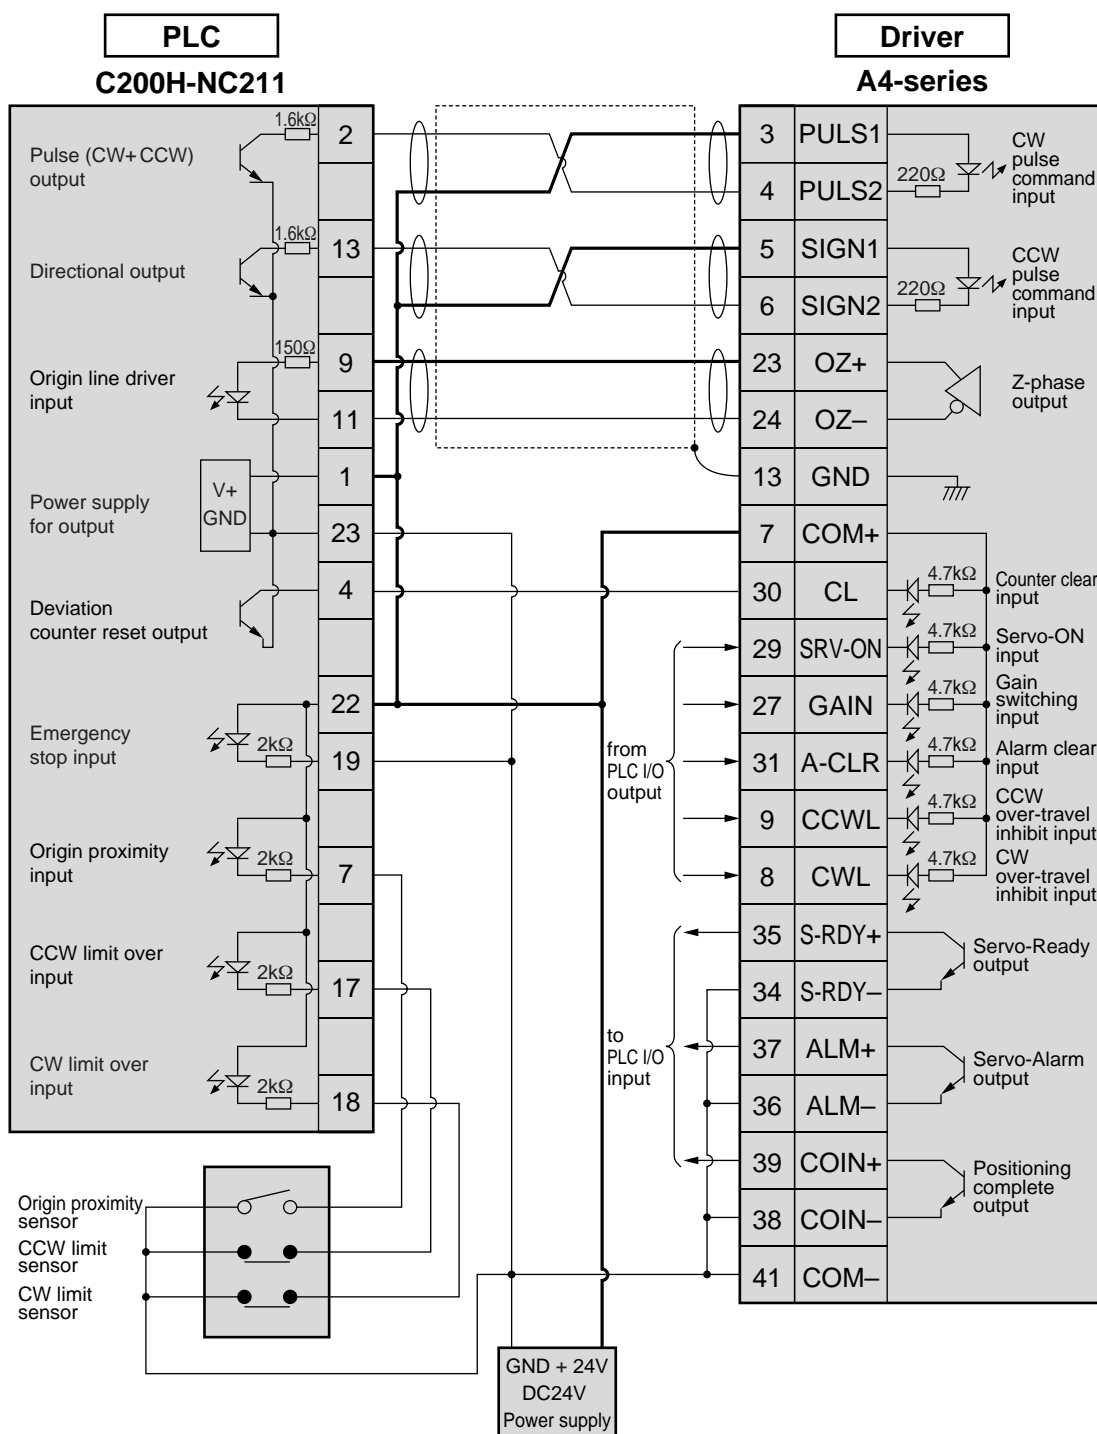 PLC
Driver
C200H-NC211
A4-series
Pulse (CW+CCW)
output
1.6kΩ
2
Directional output
1.6kΩ
13
Origin line driver
input
150Ω
9
11
Power supply
for output
V+
GND
1
23
Deviation
counter reset output
4
Emergency
stop input
22
2kΩ
19
Origin proximity
input
2kΩ
7
CCW limit over
input
2kΩ
17
CW limit over
input
2kΩ
18
3 PULS1
4 PULS2
220Ω
CW
pulse
command
input
5 SIGN1
6 SIGN2
220Ω
CCW
pulse
command
input
23 OZ+
24 OZ–
Z-phase
output
13 GND
7 COM+
30 CL
4.7kΩ
Counter clear
input
29 SRV-ON
4.7kΩ
Servo-ON
input
27 GAIN
4.7kΩ
Gain
switching
input
31 A-CLR
4.7kΩ
Alarm clear
input
9 CCWL
4.7kΩ
CCW
over-travel
inhibit input
8 CWL
4.7kΩ
CW
over-travel
inhibit input
from
PLC I/O
output
35 S-RDY+
34 S-RDY–
Servo-Ready
output
37 ALM+
36 ALM–
Servo-Alarm
output
39 COIN+
38 COIN–
Positioning
complete
output
41 COM–
to
PLC I/O
input
Origin proximity
sensor
CCW limit
sensor
CW limit
sensor
GND + 24V
DC24V
Power supply